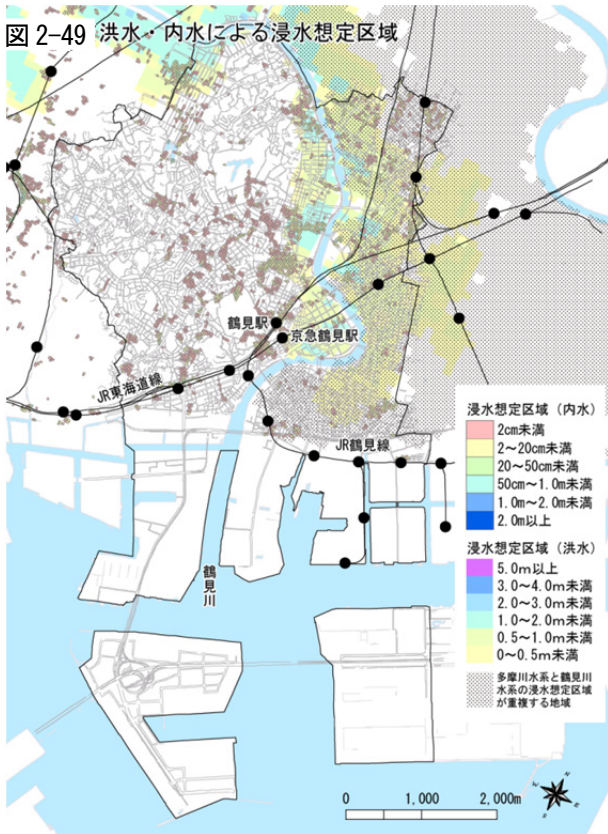 図 2-49 洪水・内水による浸水想定区域
鶴見駅
京急鶴見駅
JR東海道線
JR鶴見線
鶴見川
浸水想定区域（内水）
2cm未満
2～20cm未満
20～50cm未満
50cm～1.0m未満
1.0m～2.0m未満
2.0m以上
浸水想定区域（洪水）
5.0m以上
3.0～4.0m未満
2.0～3.0m未満
1.0～2.0m未満
0.5～1.0m未満
0～0.5m未満
多摩川水系と鶴見川
水系の浸水想定区域
が重複する地域
0 1,000 2,000m
N
W
E
S